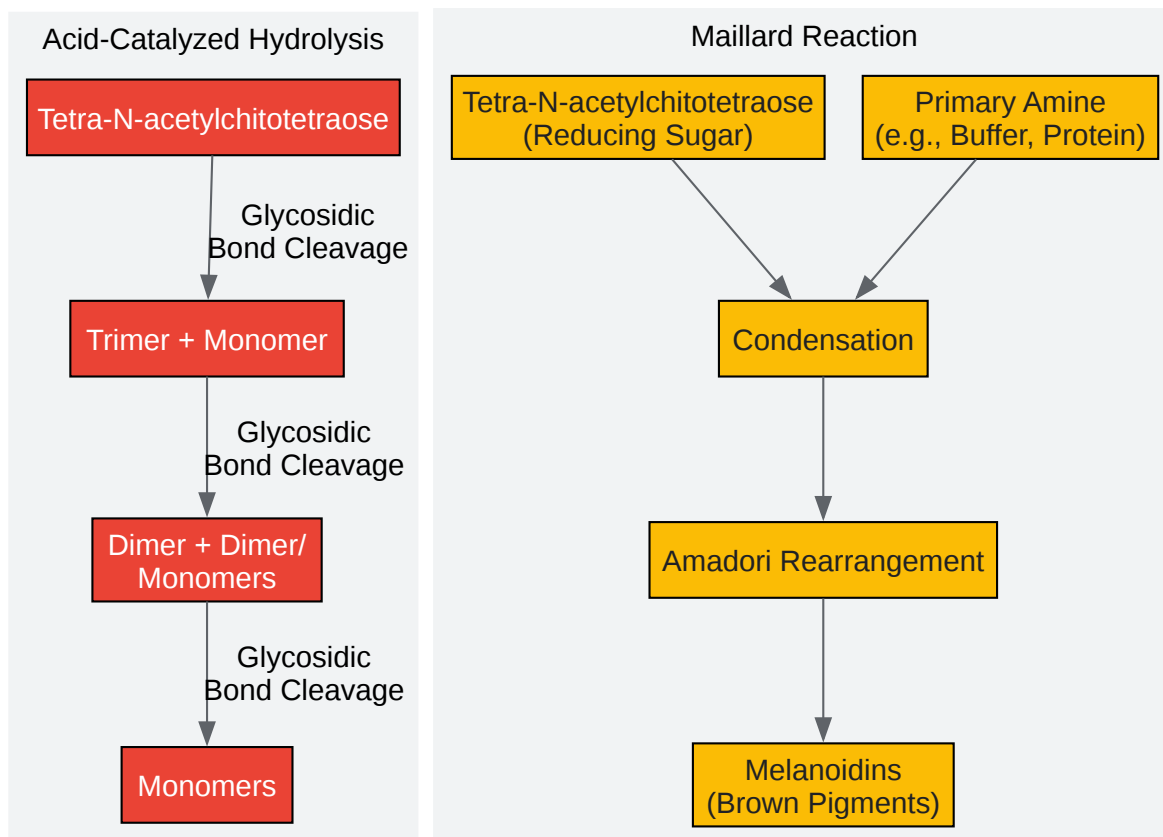 Acid-Catalyzed Hydrolysis
Tetra-N-acetylchitotetraose
Glycosidic
Bond Cleavage
Trimer + Monomer
Glycosidic
Bond Cleavage
Dimer + Dimer/
Monomers
Glycosidic
Bond Cleavage
Monomers
Maillard Reaction
Tetra-N-acetylchitotetraose
(Reducing Sugar)
Primary Amine
(e.g., Buffer, Protein)
Condensation
Amadori Rearrangement
Melanoidins
(Brown Pigments)